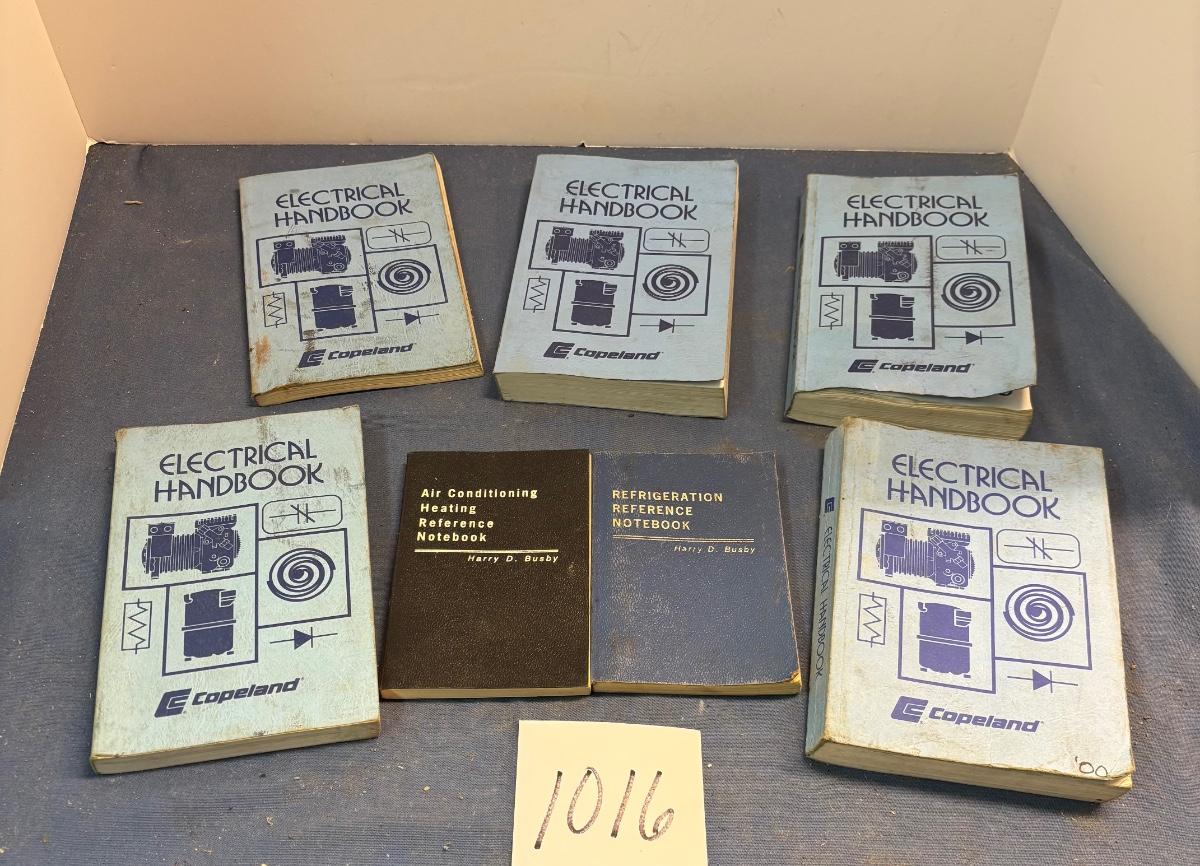 ELECTRICAL
HANDBOOK
Copeland
ELECTRICAL
HANDBOOK
Copeland
ELECTRICAL
HANDBOOK
Copeland
ELECTRICAL
HANDBOOK
Copeland
Air Conditioning
Heating
Reference
Notebook
Harry D. Busby
REFRIGERATION
REFERENCE
NOTEBOOK
Harry D. Busby
ELECTRICAL HANDBOOK
ELECTRICAL
HANDBOOK
Copeland
'00
1016